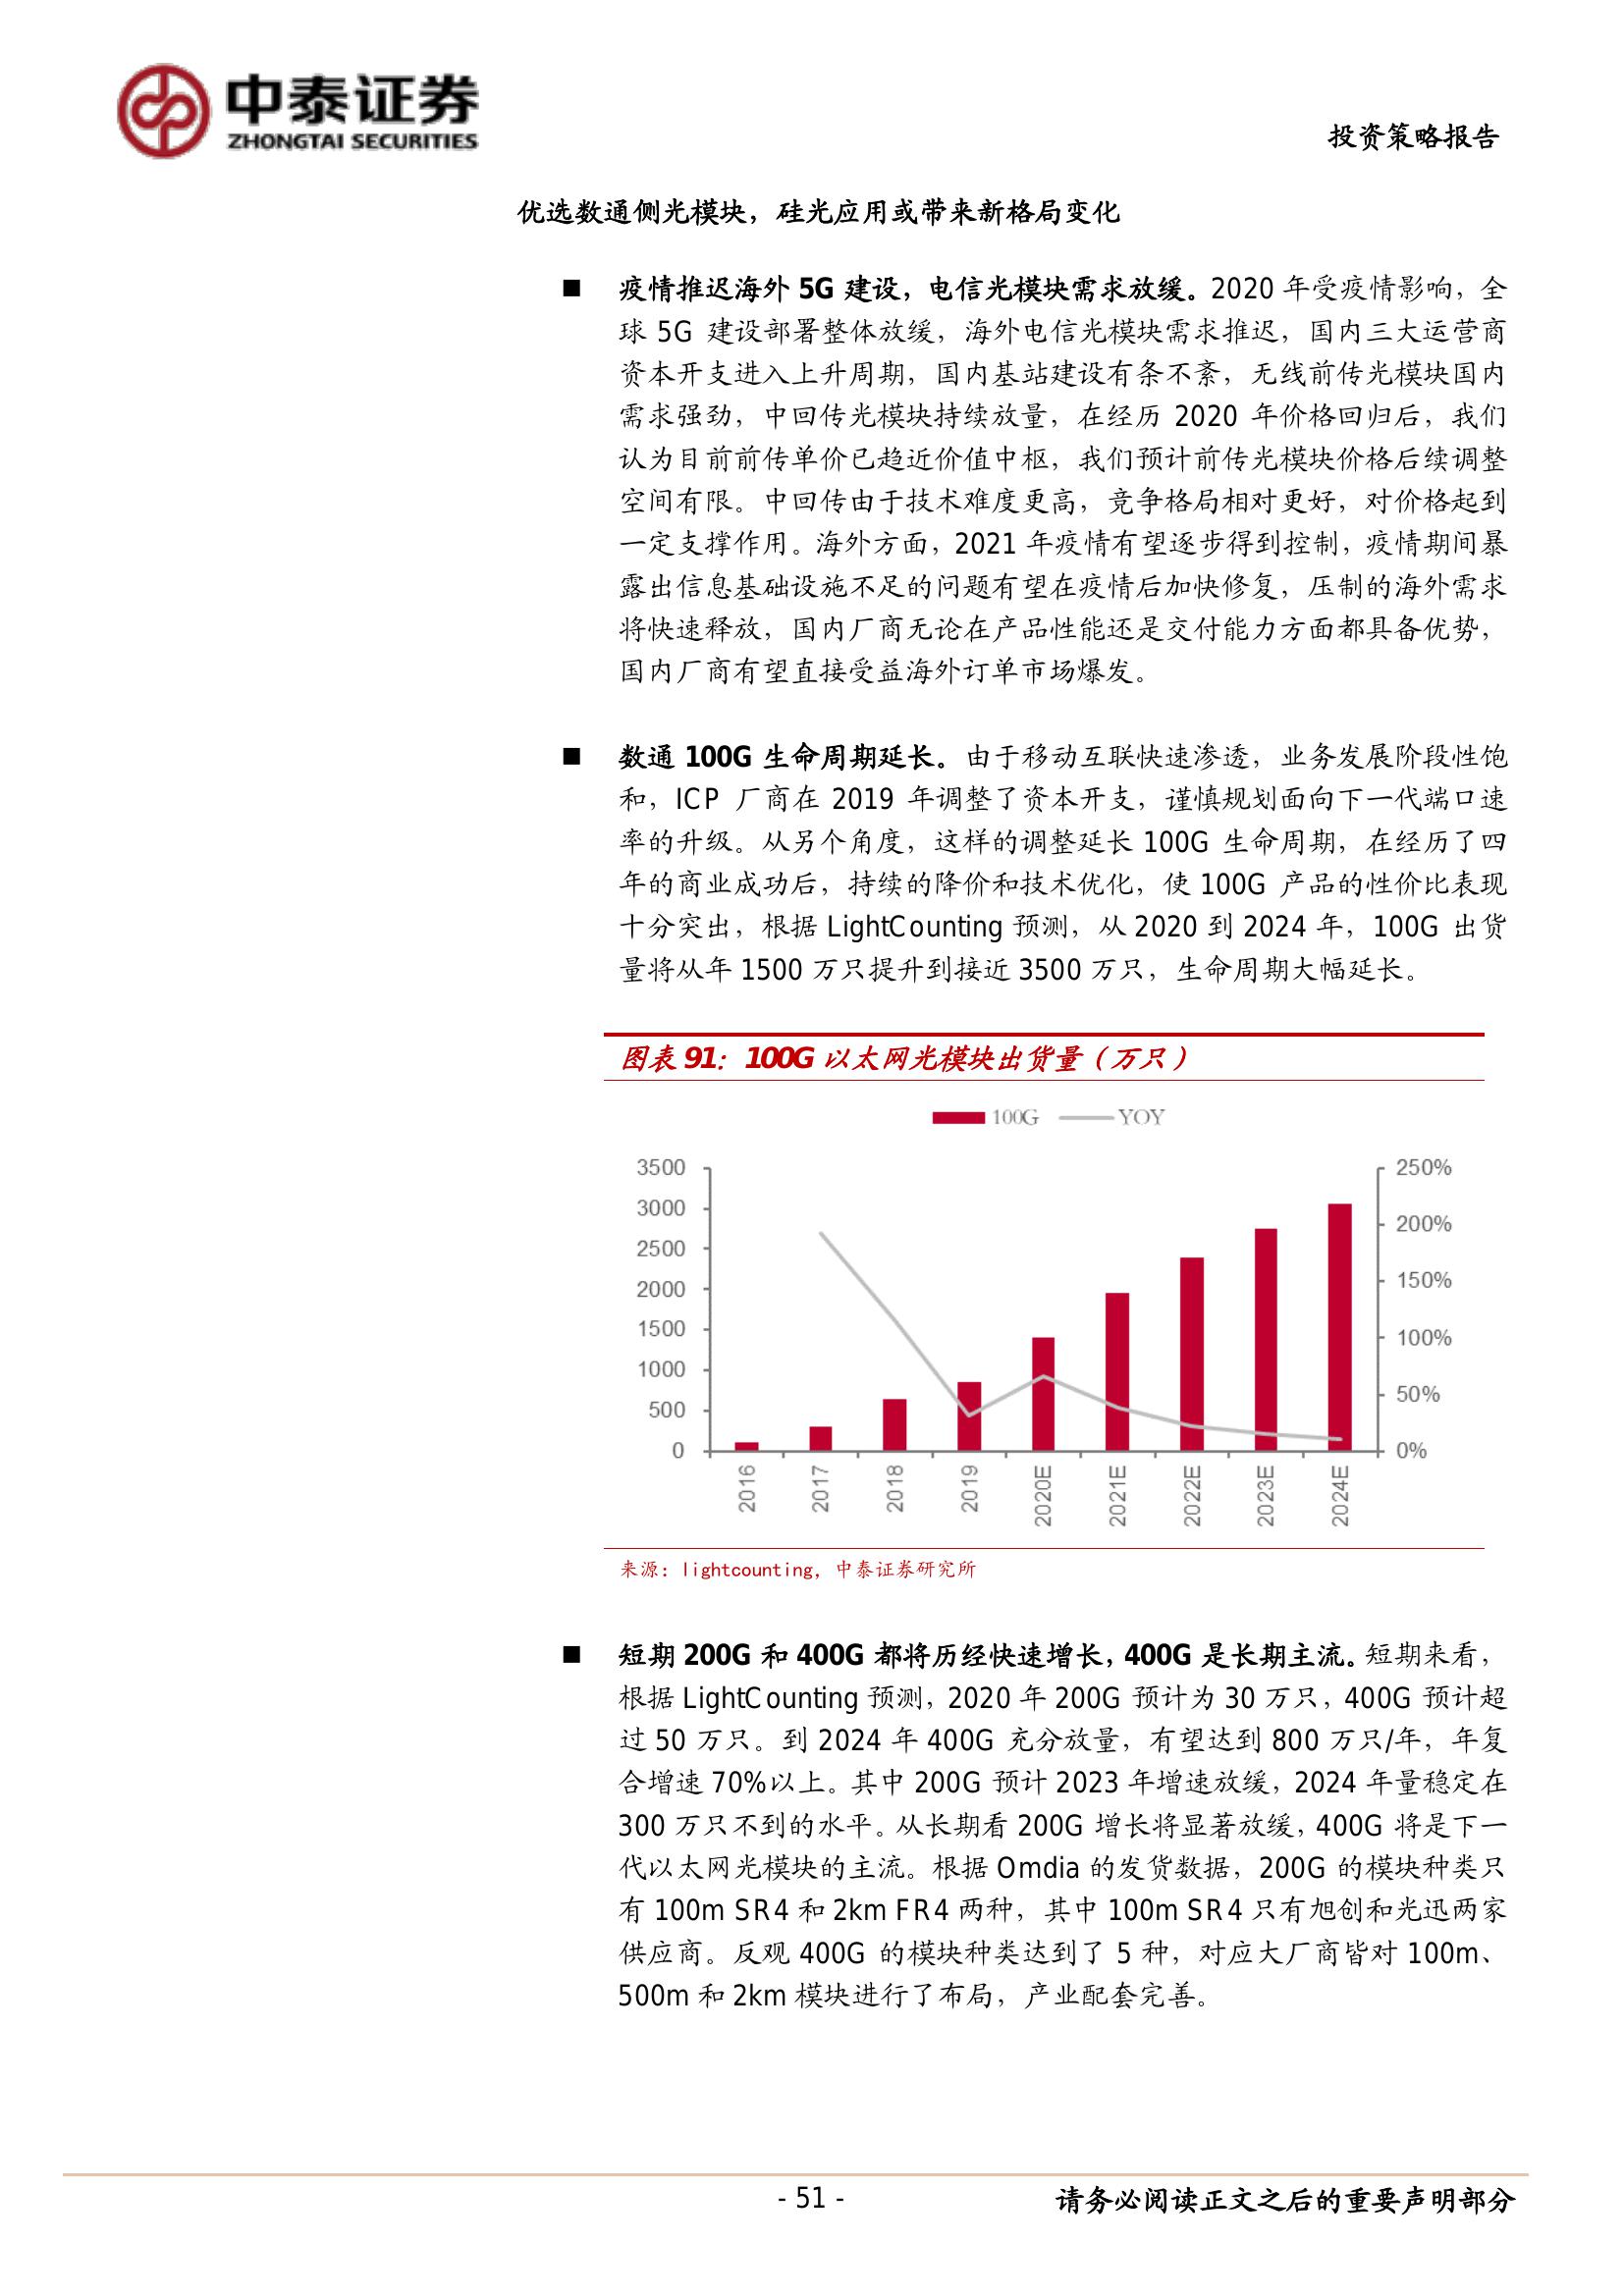 中泰证券
ZHONGTAI SECURITIES
投资策略报告
优选数通侧光模块，硅光应用或带来新格局变化
■ 疫情推迟海外 5G 建设，电信光模块需求放缓。2020 年受疫情影响，全
球 5G 建设部署整体放缓，海外电信光模块需求推迟，国内三大运营商
资本开支进入上升周期，国内基站建设有条不紊，无线前传光模块国内
需求强劲，中回传光模块持续放量，在经历 2020 年价格回归后，我们
认为目前前传单价已趋近价值中枢，我们预计前传光模块价格后续调整
空间有限。中回传由于技术难度更高，竞争格局相对更好，对价格起到
一定支撑作用。海外方面，2021 年疫情有望逐步得到控制，疫情期间暴
露出信息基础设施不足的问题有望在疫情后加快修复，压制的海外需求
将快速释放，国内厂商无论在产品性能还是交付能力方面都具备优势，
国内厂商有望直接受益海外订单市场爆发。
■ 数通 100G 生命周期延长。由于移动互联快速渗透，业务发展阶段性饱
和，ICP 厂商在 2019 年调整了资本开支，谨慎规划面向下一代端口速
率的升级。从另个角度，这样的调整延长 100G 生命周期，在经历了四
年的商业成功后，持续的降价和技术优化，使 100G 产品的性价比表现
十分突出，根据 LightCounting 预测，从 2020 到 2024 年，100G 出货
量将从年 1500 万只提升到接近 3500 万只，生命周期大幅延长。
图表 91：100G 以太网光模块出货量（万只）
100G YOY
3500 250%
3000 200%
2500 150%
2000 100%
1500 50%
1000 0%
500
0
2016 2017 2018 2019 2020E 2021E 2022E 2023E 2024E
来源：lightcounting，中泰证券研究所
■ 短期 200G 和 400G 都将历经快速增长，400G 是长期主流。短期来看，
根据 LightCounting 预测，2020 年 200G 预计为 30 万只，400G 预计超
过 50 万只。到 2024 年 400G 充分放量，有望达到 800 万只/年，年复
合增速 70%以上。其中 200G 预计 2023 年增速放缓，2024 年量稳定在
300 万只不到的水平。从长期看 200G 增长将显著放缓，400G 将是下一
代以太网光模块的主流。根据 Omdia 的发货数据，200G 的模块种类只
有 100m SR4 和 2km FR4 两种，其中 100m SR4 只有旭创和光迅两家
供应商。反观 400G 的模块种类达到了 5 种，对应大厂商皆对 100m、
500m 和 2km 模块进行了布局，产业配套完善。
- 51 -
请务必阅读正文之后的重要声明部分